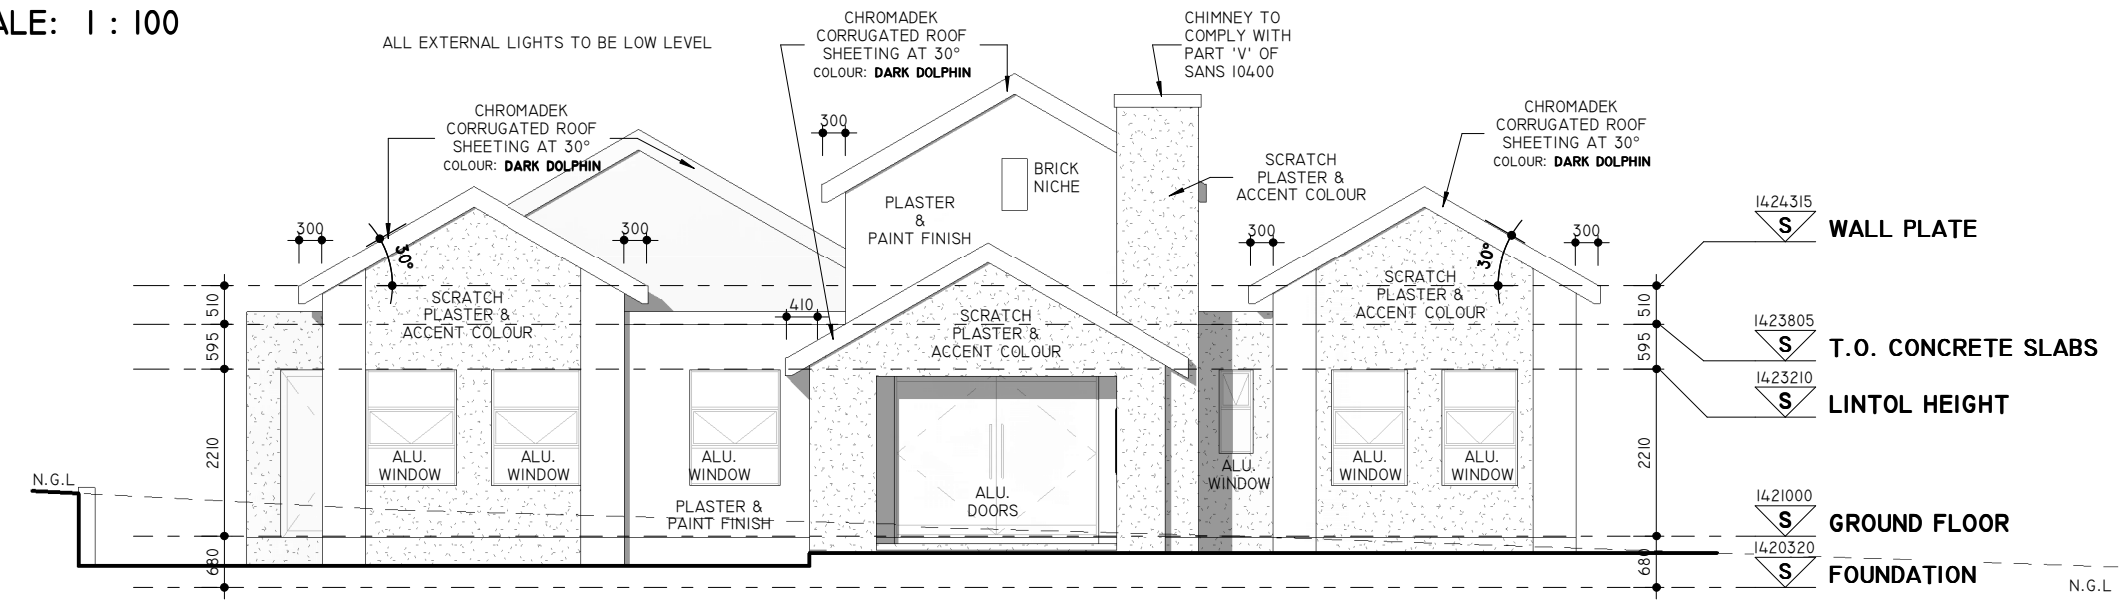 ALE: 1 : 100
ALL EXTERNAL LIGHTS TO BE LOW LEVEL
CHROMADEK
CORRUGATED ROOF
SHEETING AT 30°
COLOUR: DARK DOLPHIN
CHIMNEY TO
COMPLY WITH
PART 'V' OF
SANS 10400
CHROMADEK
CORRUGATED ROOF
SHEETING AT 30°
COLOUR: DARK DOLPHIN
CHROMADEK
CORRUGATED ROOF
SHEETING AT 30°
COLOUR: DARK DOLPHIN
300
BRICK
NICHE
SCRATCH
PLASTER &
ACCENT COLOUR
PLASTER
&
PAINT FINISH
300
30°
300
300
30°
300
1424315
S
WALL PLATE
SCRATCH
PLASTER &
ACCENT COLOUR
SCRATCH
PLASTER &
ACCENT COLOUR
410
SCRATCH
PLASTER &
ACCENT COLOUR
510
595
2210
680
510
595
2210
680
1423805
S
T.O. CONCRETE SLABS
1423210
S
LINTOL HEIGHT
N.G.L
ALU.
WINDOW
ALU.
WINDOW
ALU.
WINDOW
ALU.
DOORS
ALU.
WINDOW
ALU.
WINDOW
ALU.
WINDOW
PLASTER &
PAINT FINISH
1421000
S
GROUND FLOOR
1420320
S
FOUNDATION
N.G.L